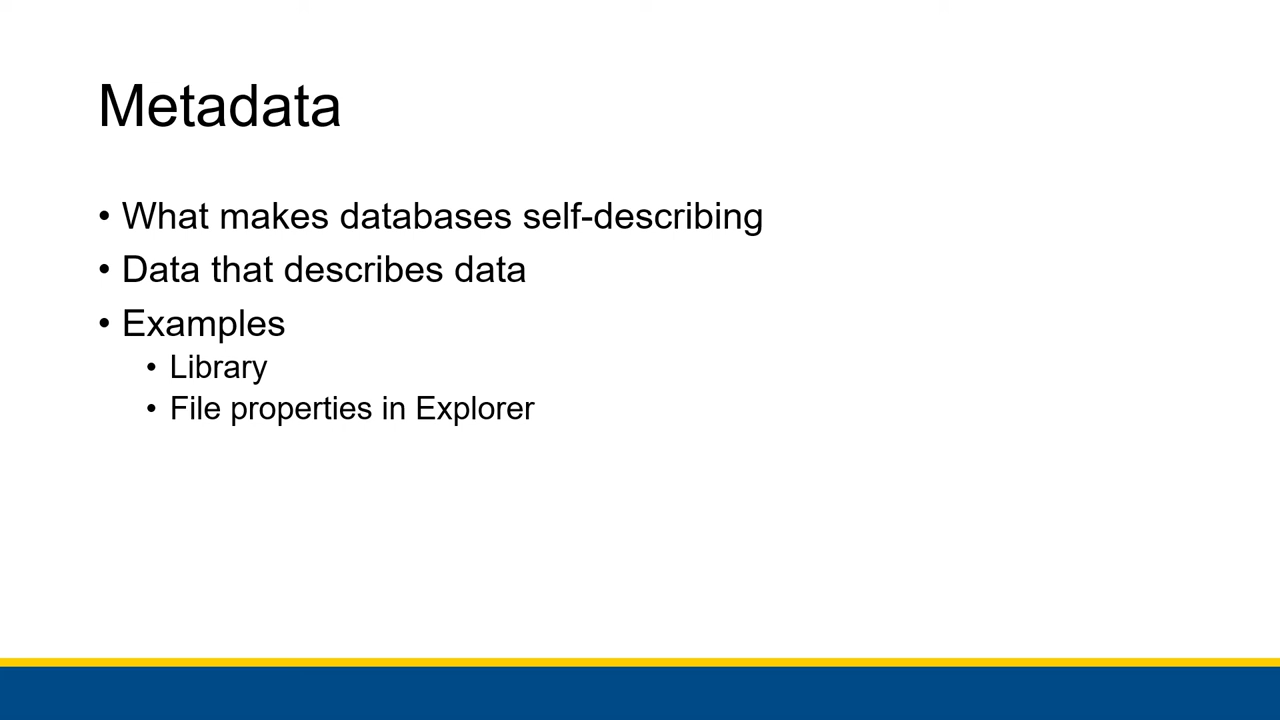 Metadata
• What makes databases self-describing
• Data that describes data
• Examples
• Library
• File properties in Explorer